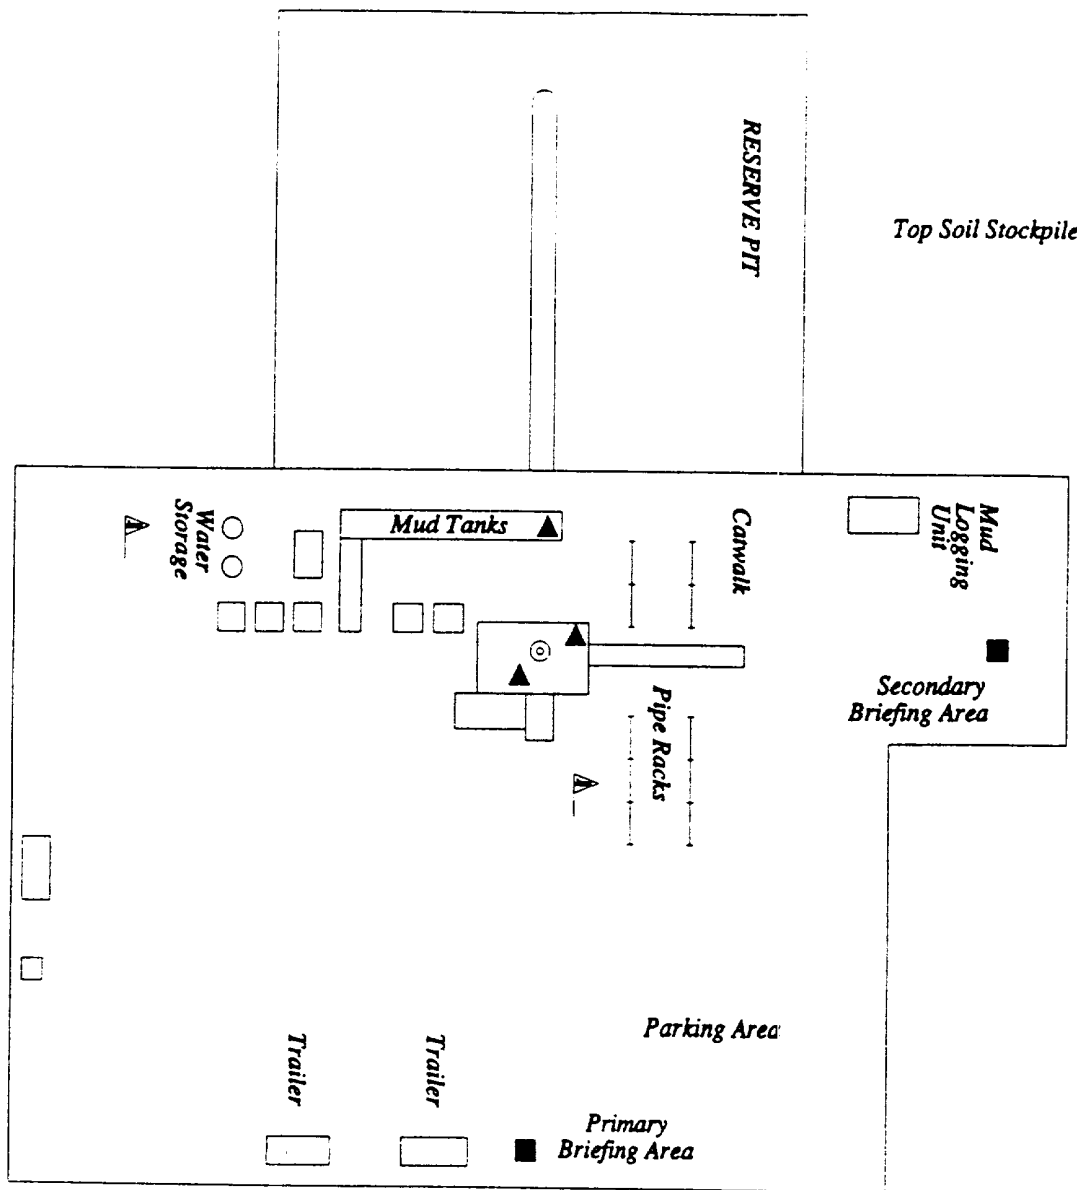 RESERVE PIT
Top Soil Stockpile
Water
Storage
Mud Tanks
Catwalk
Mud
Logging
Unit
Secondary
Briefing Area
Pipe Racks
Parking Area
Trailer
Trailer
Primary
Briefing Area